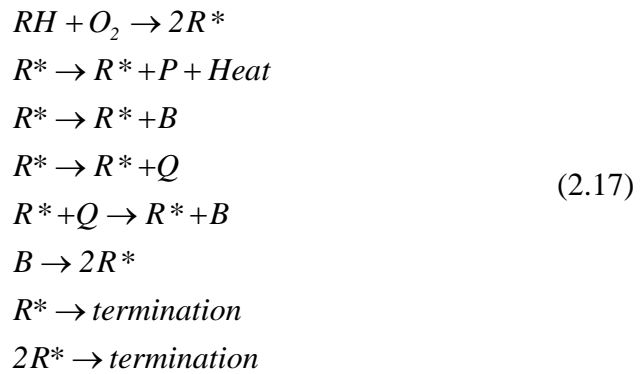 RH + O₂ → 2R*
R* → R* + P + Heat
R* → R* + B
R* → R* + Q
R* + Q → R* + B
(2.17)
B → 2R*
R* → termination
2R* → termination